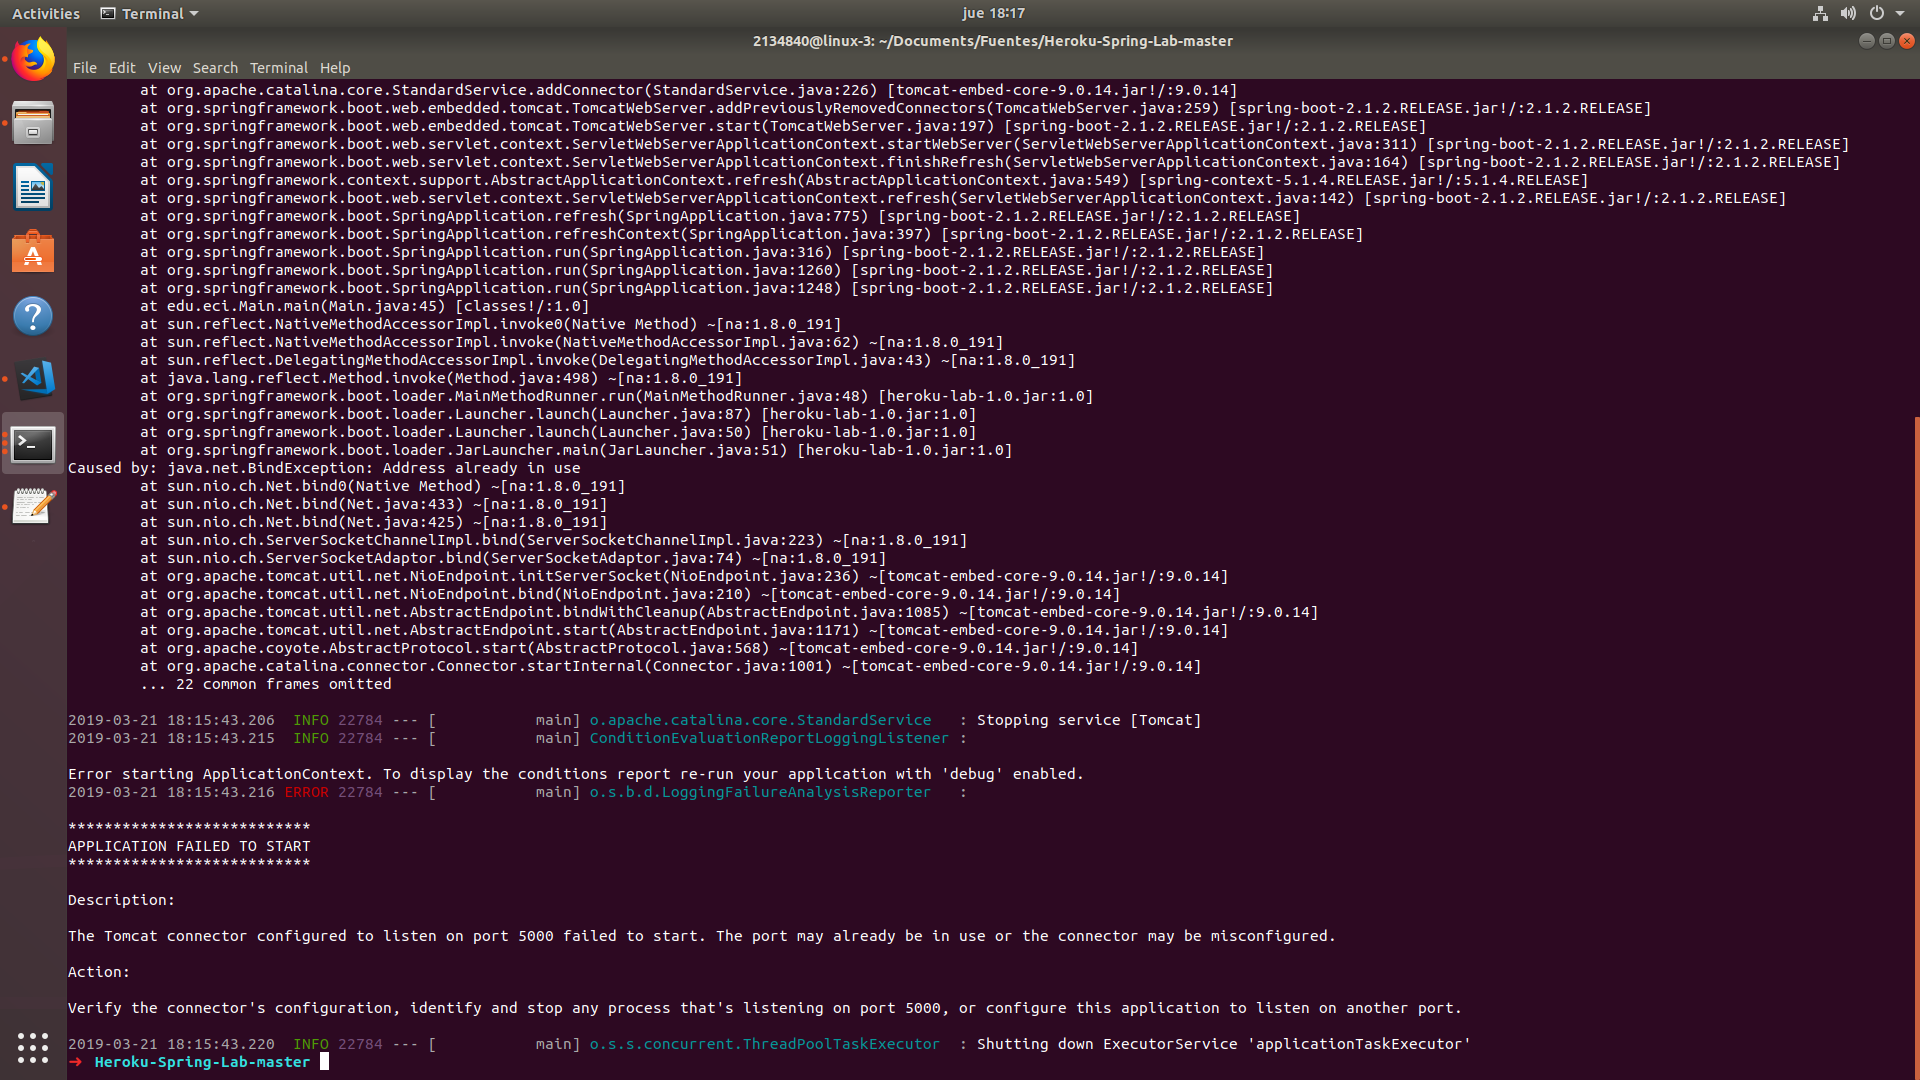 Activities Terminal jue 18:17
2134840@linux-3: ~/Documents/Fuentes/Heroku-Spring-Lab-master
File Edit View Search Terminal Help
at org.apache.catalina.core.StandardService.addConnector(StandardService.java:226) [tomcat-embed-core-9.0.14.jar!/:9.0.14]
at org.springframework.boot.web.embedded.tomcat.TomcatWebServer.addPreviouslyRemovedConnectors(TomcatWebServer.java:259) [spring-boot-2.1.2.RELEASE.jar!/:2.1.2.RELEASE]
at org.springframework.boot.web.embedded.tomcat.TomcatWebServer.start(TomcatWebServer.java:197) [spring-boot-2.1.2.RELEASE.jar!/:2.1.2.RELEASE]
at org.springframework.boot.web.servlet.context.ServletWebServerApplicationContext.startWebServer(ServletWebServerApplicationContext.java:311) [spring-boot-2.1.2.RELEASE.jar!/:2.1.2.RELEASE]
at org.springframework.boot.web.servlet.context.ServletWebServerApplicationContext.finishRefresh(ServletWebServerApplicationContext.java:164) [spring-boot-2.1.2.RELEASE.jar!/:2.1.2.RELEASE]
at org.springframework.context.support.AbstractApplicationContext.refresh(AbstractApplicationContext.java:549) [spring-context-5.1.4.RELEASE.jar!/:5.1.4.RELEASE]
at org.springframework.boot.web.servlet.context.ServletWebServerApplicationContext.refresh(ServletWebServerApplicationContext.java:142) [spring-boot-2.1.2.RELEASE.jar!/:2.1.2.RELEASE]
at org.springframework.boot.SpringApplication.refresh(SpringApplication.java:775) [spring-boot-2.1.2.RELEASE.jar!/:2.1.2.RELEASE]
at org.springframework.boot.SpringApplication.refreshContext(SpringApplication.java:397) [spring-boot-2.1.2.RELEASE.jar!/:2.1.2.RELEASE]
at org.springframework.boot.SpringApplication.run(SpringApplication.java:316) [spring-boot-2.1.2.RELEASE.jar!/:2.1.2.RELEASE]
at org.springframework.boot.SpringApplication.run(SpringApplication.java:1260) [spring-boot-2.1.2.RELEASE.jar!/:2.1.2.RELEASE]
at org.springframework.boot.SpringApplication.run(SpringApplication.java:1248) [spring-boot-2.1.2.RELEASE.jar!/:2.1.2.RELEASE]
at edu.eci.Main.main(Main.java:45) [classes!/:1.0]
at sun.reflect.NativeMethodAccessorImpl.invoke0(Native Method) ~[na:1.8.0_191]
at sun.reflect.NativeMethodAccessorImpl.invoke(NativeMethodAccessorImpl.java:62) ~[na:1.8.0_191]
at sun.reflect.DelegatingMethodAccessorImpl.invoke(DelegatingMethodAccessorImpl.java:43) ~[na:1.8.0_191]
at java.lang.reflect.Method.invoke(Method.java:498) ~[na:1.8.0_191]
at org.springframework.boot.loader.MainMethodRunner.run(MainMethodRunner.java:48) [heroku-lab-1.0.jar:1.0]
at org.springframework.boot.loader.Launcher.launch(Launcher.java:87) [heroku-lab-1.0.jar:1.0]
at org.springframework.boot.loader.Launcher.launch(Launcher.java:50) [heroku-lab-1.0.jar:1.0]
at org.springframework.boot.loader.JarLauncher.main(JarLauncher.java:51) [heroku-lab-1.0.jar:1.0]
Caused by: java.net.BindException: Address already in use
at sun.nio.ch.Net.bind0(Native Method) ~[na:1.8.0_191]
at sun.nio.ch.Net.bind(Net.java:433) ~[na:1.8.0_191]
at sun.nio.ch.Net.bind(Net.java:425) ~[na:1.8.0_191]
at sun.nio.ch.ServerSocketChannelImpl.bind(ServerSocketChannelImpl.java:223) ~[na:1.8.0_191]
at sun.nio.ch.ServerSocketAdaptor.bind(ServerSocketAdaptor.java:74) ~[na:1.8.0_191]
at org.apache.tomcat.util.net.NioEndpoint.initServerSocket(NioEndpoint.java:236) ~[tomcat-embed-core-9.0.14.jar!/:9.0.14]
at org.apache.tomcat.util.net.NioEndpoint.bind(NioEndpoint.java:210) ~[tomcat-embed-core-9.0.14.jar!/:9.0.14]
at org.apache.tomcat.util.net.AbstractEndpoint.bindWithCleanup(AbstractEndpoint.java:1085) ~[tomcat-embed-core-9.0.14.jar!/:9.0.14]
at org.apache.tomcat.util.net.AbstractEndpoint.start(AbstractEndpoint.java:1171) ~[tomcat-embed-core-9.0.14.jar!/:9.0.14]
at org.apache.coyote.AbstractProtocol.start(AbstractProtocol.java:568) ~[tomcat-embed-core-9.0.14.jar!/:9.0.14]
at org.apache.catalina.connector.Connector.startInternal(Connector.java:1001) ~[tomcat-embed-core-9.0.14.jar!/:9.0.14]
... 22 common frames omitted
2019-03-21 18:15:43.206 INFO 22784 --- [ main] o.apache.catalina.core.StandardService : Stopping service [Tomcat]
2019-03-21 18:15:43.215 INFO 22784 --- [ main] ConditionEvaluationReportLoggingListener :
Error starting ApplicationContext. To display the conditions report re-run your application with 'debug' enabled.
2019-03-21 18:15:43.216 ERROR 22784 --- [ main] o.s.b.d.LoggingFailureAnalysisReporter :
***************************
APPLICATION FAILED TO START
***************************
Description:
The Tomcat connector configured to listen on port 5000 failed to start. The port may already be in use or the connector may be misconfigured.
Action:
Verify the connector's configuration, identify and stop any process that's listening on port 5000, or configure this application to listen on another port.
2019-03-21 18:15:43.220 INFO 22784 --- [ main] o.s.s.concurrent.ThreadPoolTaskExecutor : Shutting down ExecutorService 'applicationTaskExecutor'
➜ Heroku-Spring-Lab-master